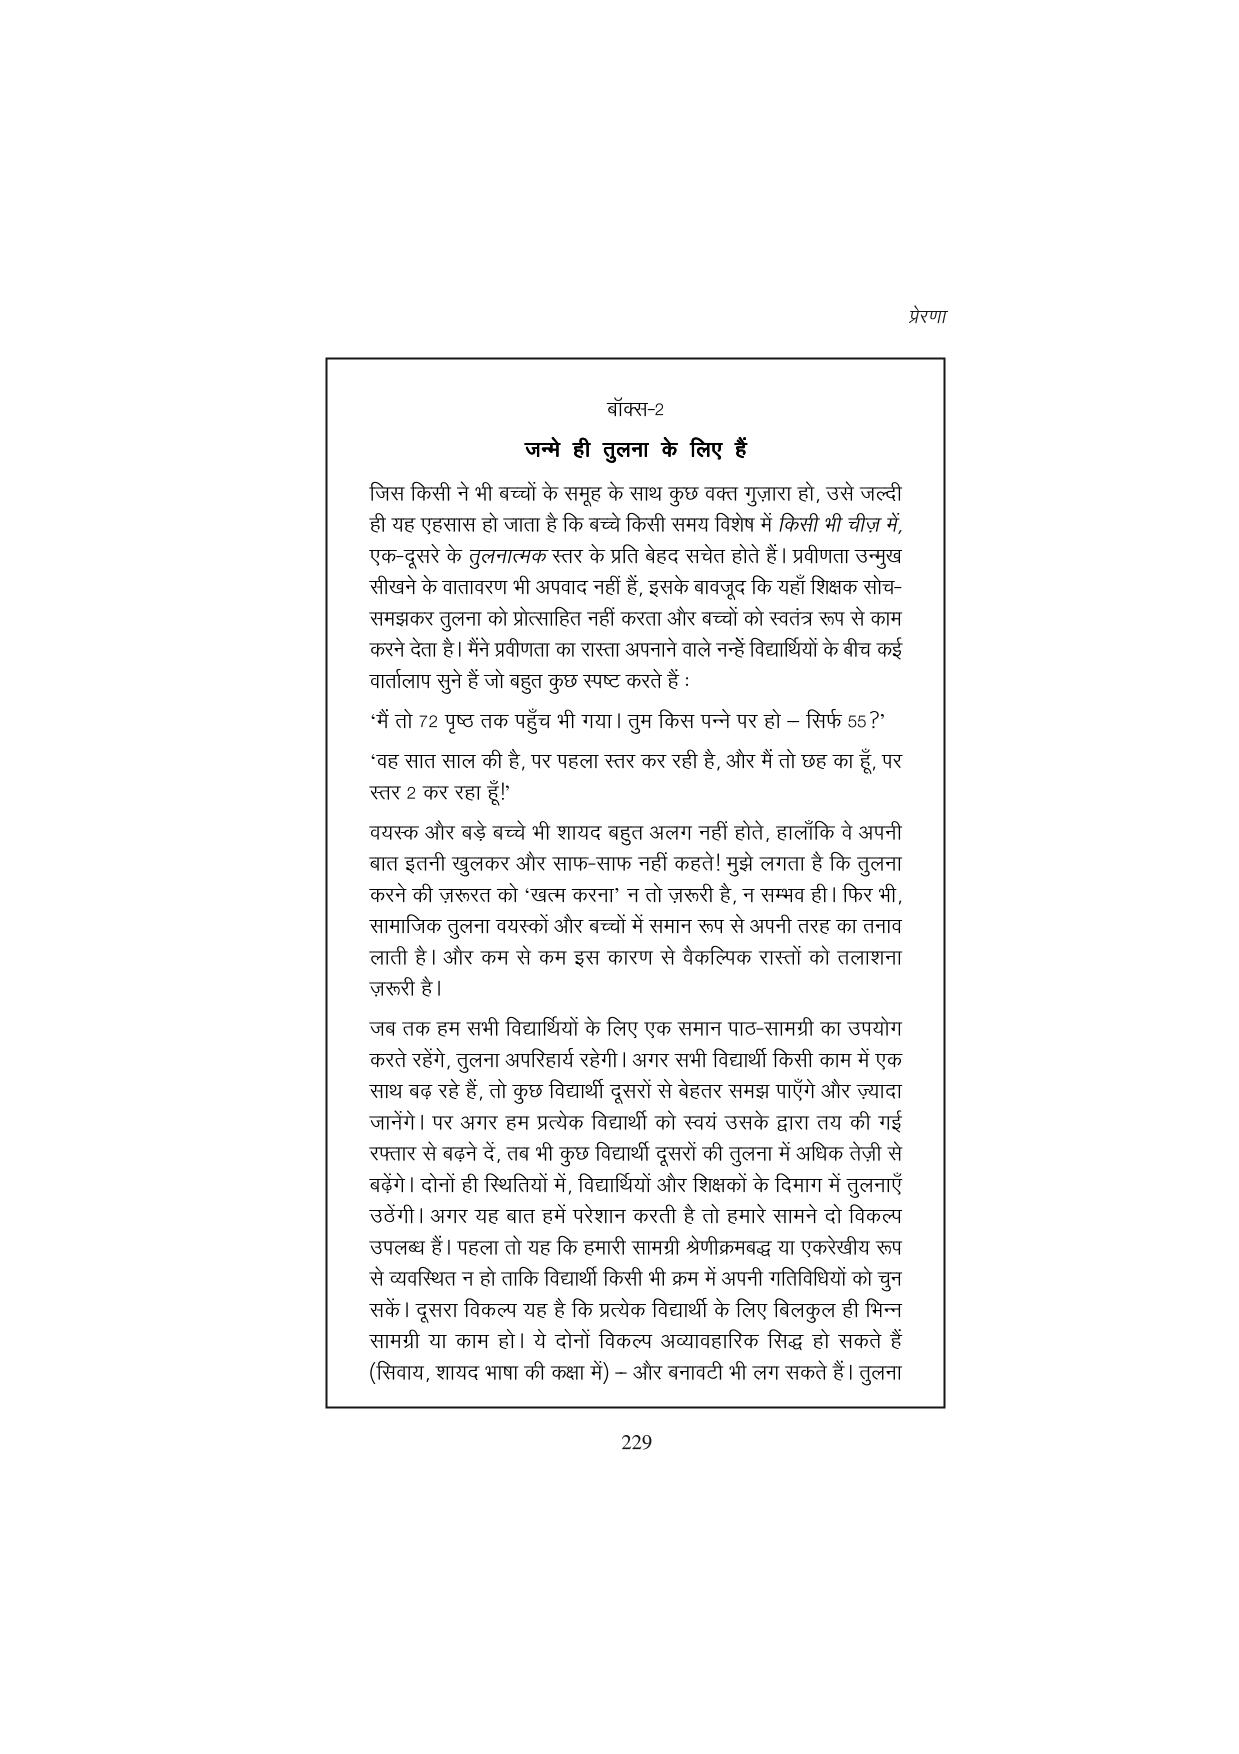 प्रेरणा
बॉक्स-2
जन्मे ही तुलना के लिए हैं
जिस किसी ने भी बच्चों के समूह के साथ कुछ वक्त गुज़ारा हो, उसे जल्दी
ही यह एहसास हो जाता है कि बच्चे किसी समय विशेष में किसी भी चीज़ में,
एक-दूसरे के तुलनात्मक स्तर के प्रति बेहद सचेत होते हैं। प्रवीणता उन्मुख
सीखने के वातावरण भी अपवाद नहीं हैं, इसके बावजूद कि यहाँ शिक्षक सोच-
समझकर तुलना को प्रोत्साहित नहीं करता और बच्चों को स्वतंत्र रूप से काम
करने देता है। मैंने प्रवीणता का रास्ता अपनाने वाले नन्हें विद्यार्थियों के बीच कई
वार्तालाप सुने हैं जो बहुत कुछ स्पष्ट करते हैं :
‘मैं तो 72 पृष्ठ तक पहुँच भी गया। तुम किस पन्ने पर हो – सिर्फ 55?’
‘वह सात साल की है, पर पहला स्तर कर रही है, और मैं तो छह का हूँ, पर
स्तर 2 कर रहा हूँ!’
वयस्क और बड़े बच्चे भी शायद बहुत अलग नहीं होते, हालाँकि वे अपनी
बात इतनी खुलकर और साफ-साफ नहीं कहते! मुझे लगता है कि तुलना
करने की ज़रूरत को ‘खत्म करना’ न तो ज़रूरी है, न सम्भव ही। फिर भी,
सामाजिक तुलना वयस्कों और बच्चों में समान रूप से अपनी तरह का तनाव
लाती है। और कम से कम इस कारण से वैकल्पिक रास्तों को तलाशना
ज़रूरी है।
जब तक हम सभी विद्यार्थियों के लिए एक समान पाठ-सामग्री का उपयोग
करते रहेंगे, तुलना अपरिहार्य रहेगी। अगर सभी विद्यार्थी किसी काम में एक
साथ बढ़ रहे हैं, तो कुछ विद्यार्थी दूसरों से बेहतर समझ पाएँगे और ज़्यादा
जानेंगे। पर अगर हम प्रत्येक विद्यार्थी को स्वयं उसके द्वारा तय की गई
रफ्तार से बढ़ने दें, तब भी कुछ विद्यार्थी दूसरों की तुलना में अधिक तेज़ी से
बढ़ेंगे। दोनों ही स्थितियों में, विद्यार्थियों और शिक्षकों के दिमाग में तुलनाएँ
उठेंगी। अगर यह बात हमें परेशान करती है तो हमारे सामने दो विकल्प
उपलब्ध हैं। पहला तो यह कि हमारी सामग्री श्रेणीक्रमबद्ध या एकरेखीय रूप
से व्यवस्थित न हो ताकि विद्यार्थी किसी भी क्रम में अपनी गतिविधियों को चुन
सकें। दूसरा विकल्प यह है कि प्रत्येक विद्यार्थी के लिए बिलकुल ही भिन्न
सामग्री या काम हो। ये दोनों विकल्प अव्यावहारिक सिद्ध हो सकते हैं
(सिवाय, शायद भाषा की कक्षा में) – और बनावटी भी लग सकते हैं। तुलना
229